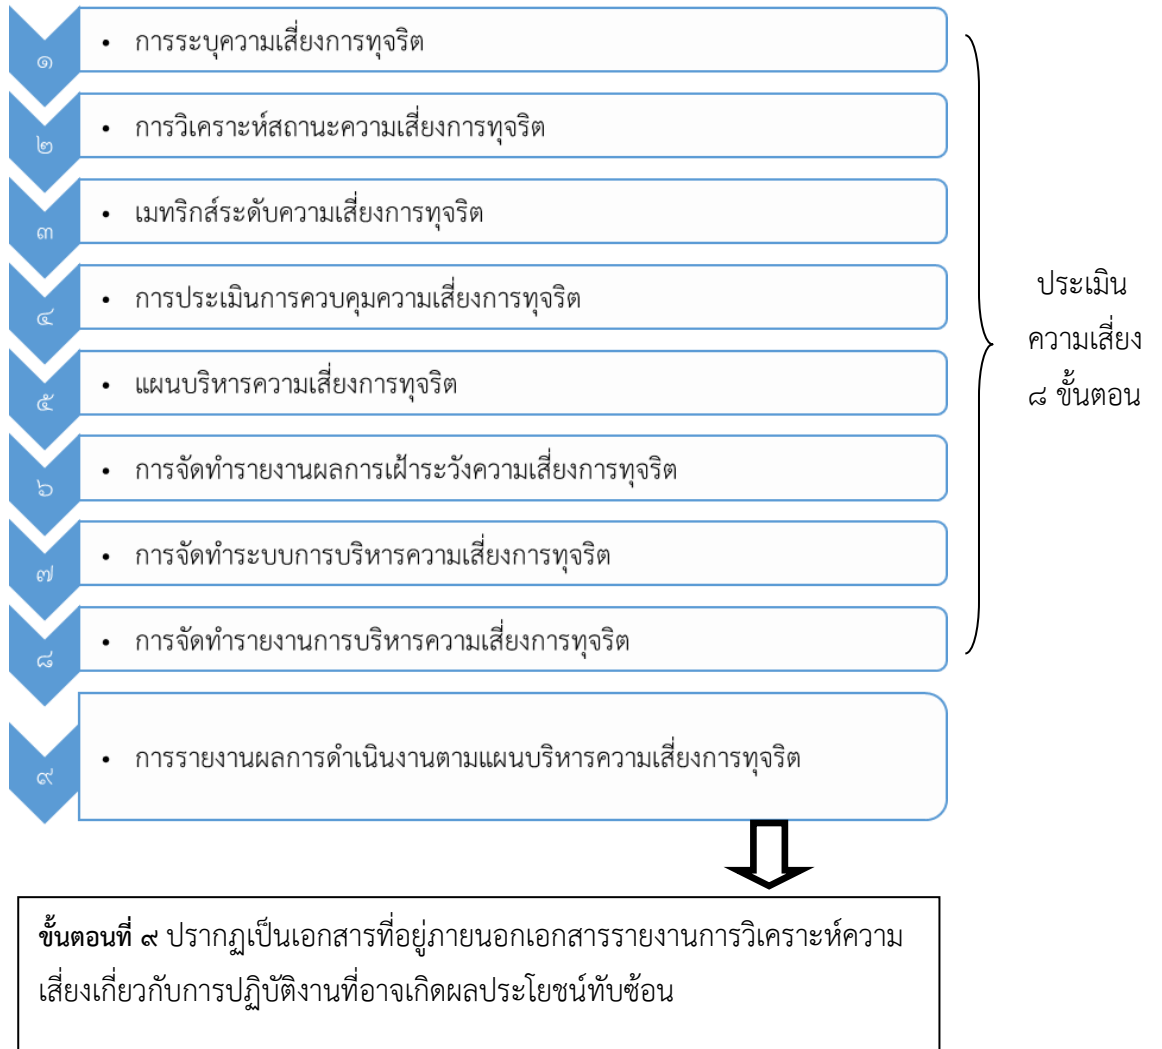 ๑ • การระบุความเสี่ยงการทุจริต
๒ • การวิเคราะห์สถานะความเสี่ยงการทุจริต
๓ • เมทริกส์ระดับความเสี่ยงการทุจริต
๔ • การประเมินการควบคุมความเสี่ยงการทุจริต
๕ • แผนบริหารความเสี่ยงการทุจริต
๖ • การจัดทำรายงานผลการเฝ้าระวังความเสี่ยงการทุจริต
๗ • การจัดทำระบบการบริหารความเสี่ยงการทุจริต
๘ • การจัดทำรายงานการบริหารความเสี่ยงการทุจริต
๙ • การรายงานผลการดำเนินงานตามแผนบริหารความเสี่ยงการทุจริต
ประเมิน
ความเสี่ยง
๘ ขั้นตอน
ขั้นตอนที่ ๙ ปรากฏเป็นเอกสารที่อยู่ภายนอกเอกสารรายงานการวิเคราะห์ความ
เสี่ยงเกี่ยวกับการปฏิบัติงานที่อาจเกิดผลประโยชน์ทับซ้อน